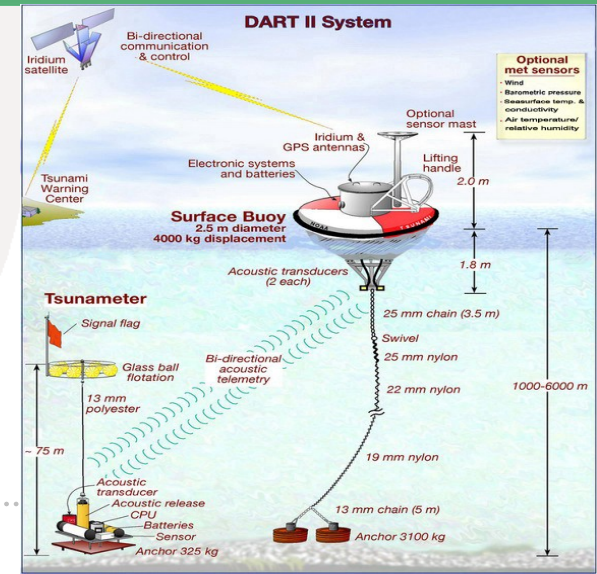 DART II System
Iridium
satellite
Bi-directional
communication
& control
Optional
met sensors
· Wind
· Barometric pressure
· Seasurface temp. &
conductivity
· Air temperature/
relative humidity
Optional
sensor mast
Iridium &
GPS antennas
Electronic systems
and batteries
Lifting
handle
2.0 m
Tsunami
Warning
Center
Surface Buoy
2.5 m diameter
4000 kg displacement
NOAA
TSUNAMI
1.8 m
Acoustic transducers
(2 each)
Tsunameter
Signal flag
25 mm chain (3.5 m)
Swivel
25 mm nylon
Bi-directional
acoustic
telemetry
Glass ball
flotation
13 mm
polyester
22 mm nylon
1000-6000 m
~ 75 m
19 mm nylon
Acoustic
transducer
Acoustic release
CPU
Batteries
Sensor
Anchor 325 kg
13 mm chain (5 m)
Anchor 3100 kg